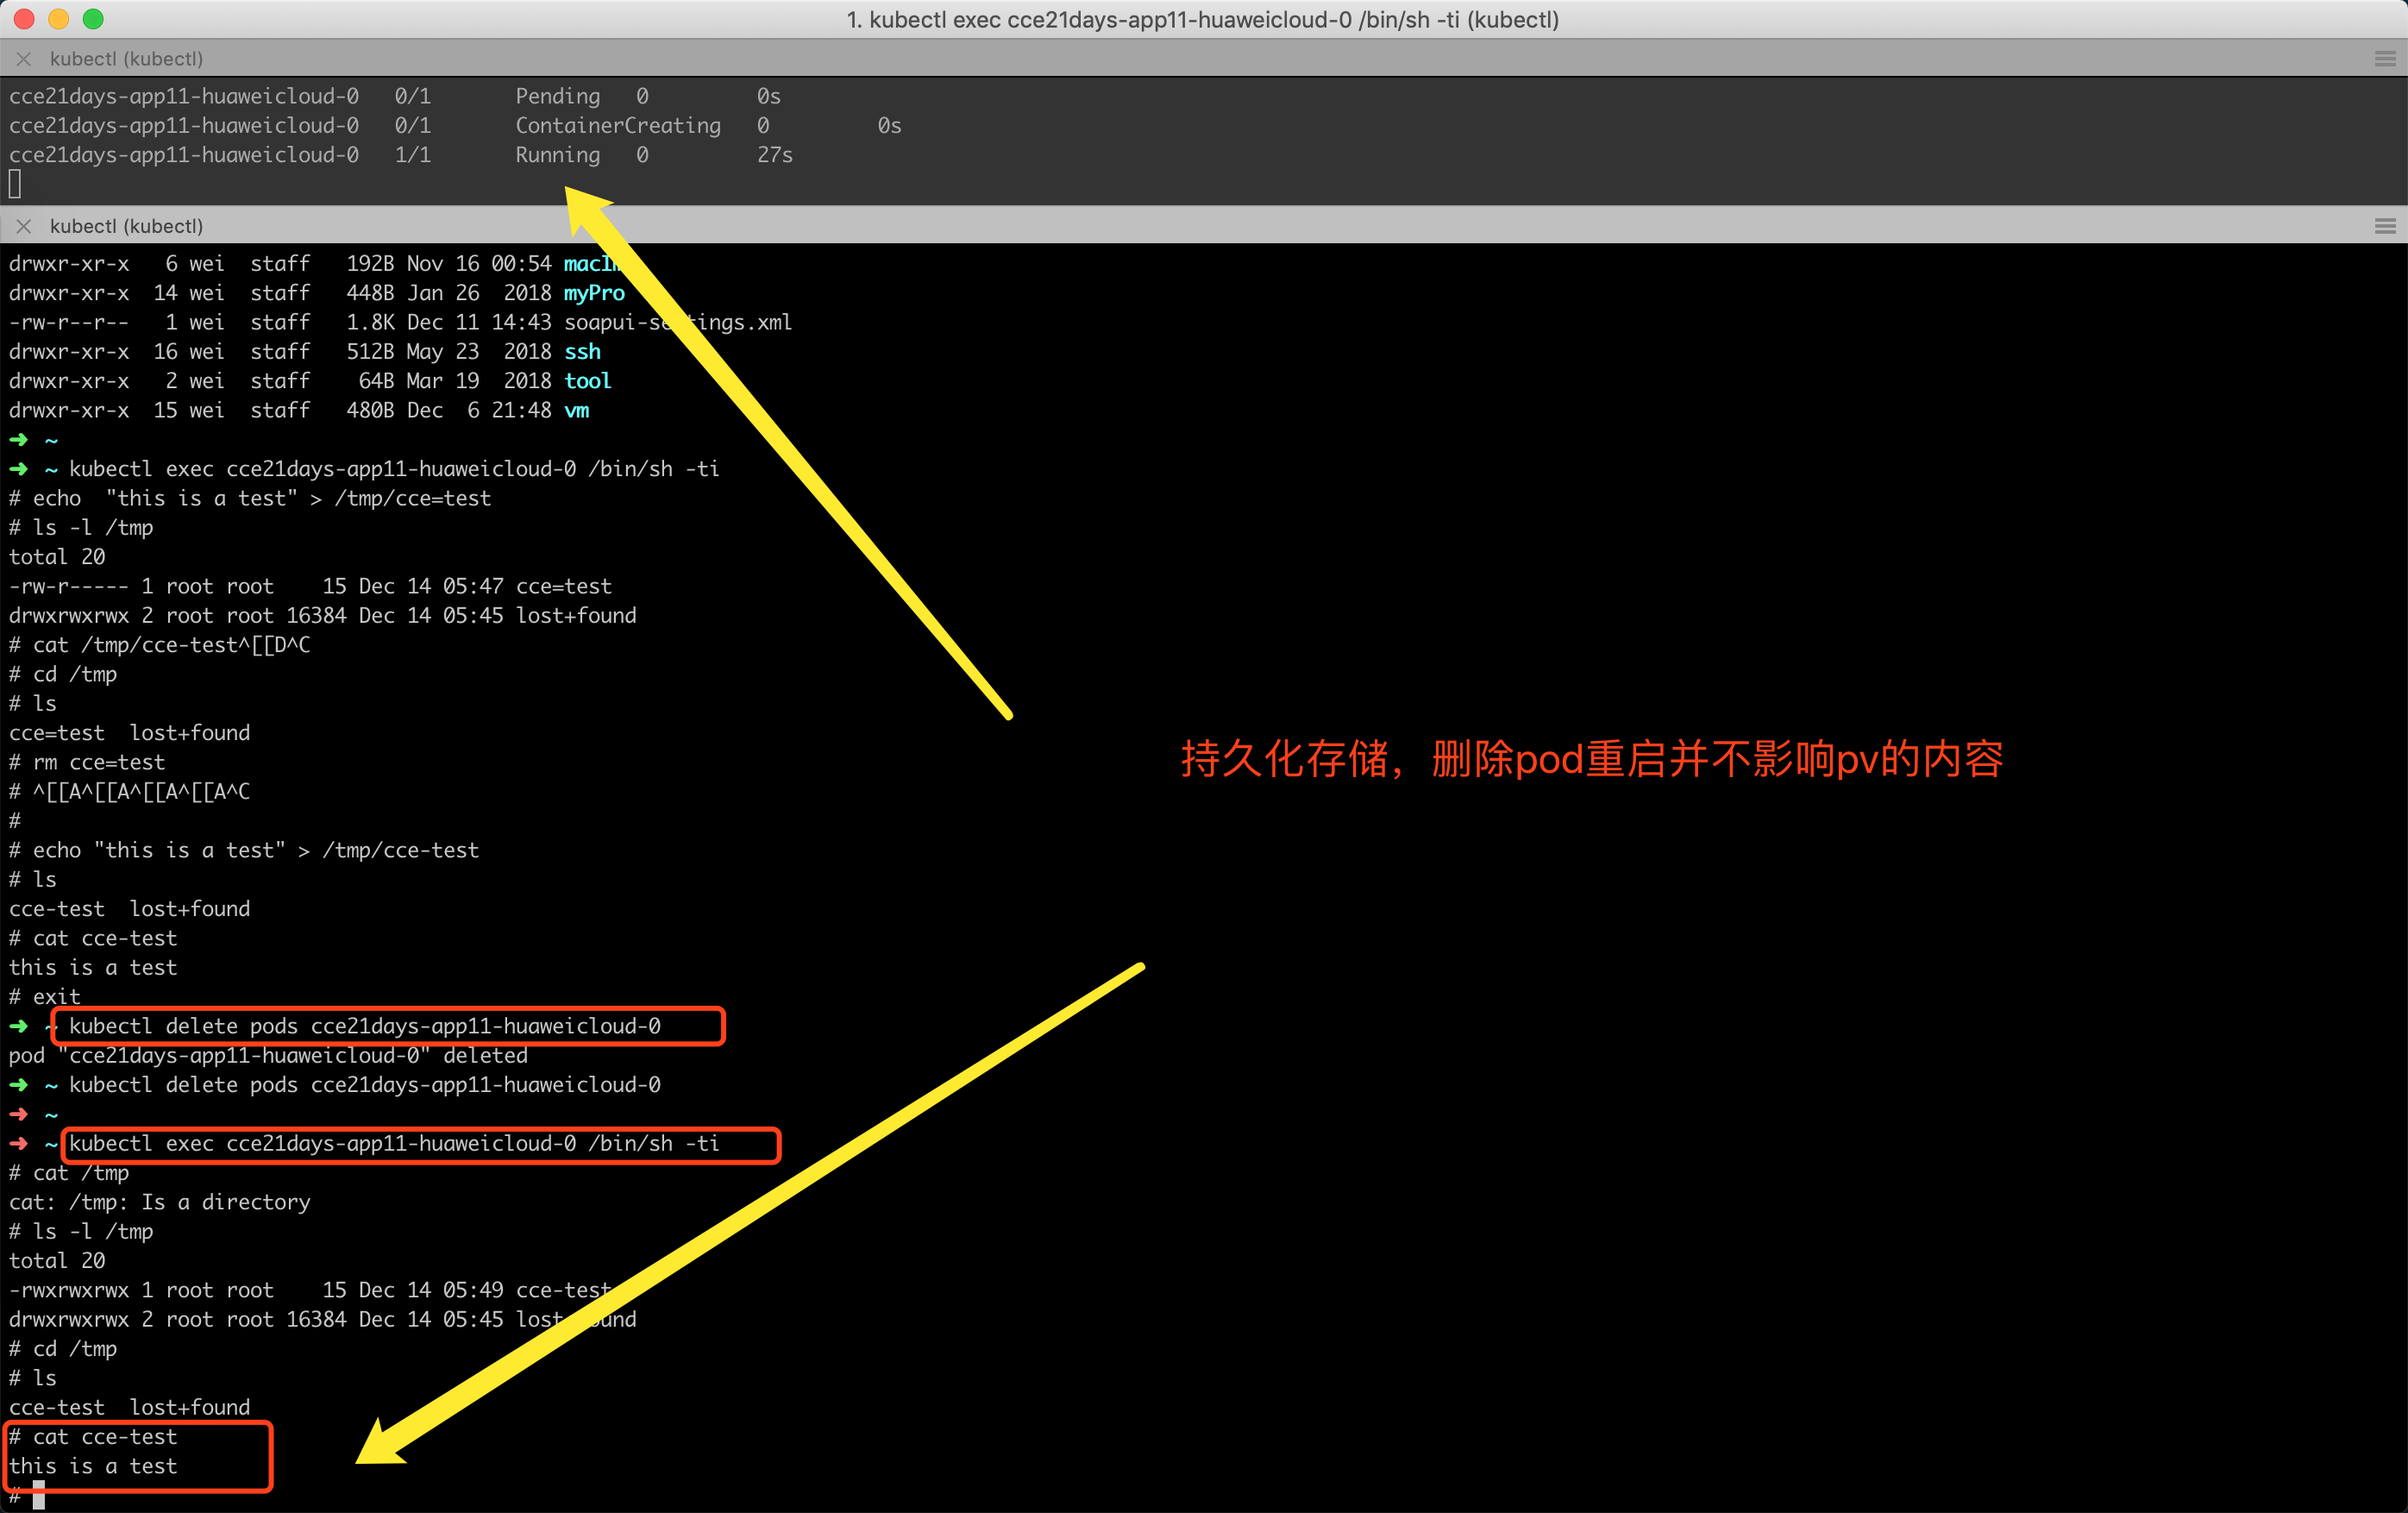 1. kubectl exec cce21days-app11-huaweicloud-0 /bin/sh -ti (kubectl)
kubectl (kubectl)
cce21days-app11-huaweicloud-0   0/1       Pending   0         0s
cce21days-app11-huaweicloud-0   0/1       ContainerCreating   0         0s
cce21days-app11-huaweicloud-0   1/1       Running   0         27s
kubectl (kubectl)
drwxr-xr-x   6 wei  staff   192B Nov 16 00:54
drwxr-xr-x  14 wei  staff   448B Jan 26  2018 myPro
-rw-r--r--   1 wei  staff   1.8K Dec 11 14:43 soapui-settings.xml
drwxr-xr-x  16 wei  staff   512B May 23  2018 ssh
drwxr-xr-x   2 wei  staff    64B Mar 19  2018 tool
drwxr-xr-x  15 wei  staff   480B Dec  6 21:48 vm
➜  ~
➜  ~ kubectl exec cce21days-app11-huaweicloud-0 /bin/sh -ti
# echo  "this is a test" > /tmp/cce=test
# ls -l /tmp
total 20
-rw-r----- 1 root root    15 Dec 14 05:47 cce=test
drwxrwxrwx 2 root root 16384 Dec 14 05:45 lost+found
# cat /tmp/cce-test^[[D^C
# cd /tmp
# ls
cce=test  lost+found
# rm cce=test
# ^[[A^[[A^[[A^[[A^C
#
# echo "this is a test" > /tmp/cce-test
# ls
cce-test  lost+found
# cat cce-test
this is a test
# exit
➜  ~ kubectl delete pods cce21days-app11-huaweicloud-0
pod "cce21days-app11-huaweicloud-0" deleted
➜  ~ kubectl delete pods cce21days-app11-huaweicloud-0
➜  ~
➜  ~ kubectl exec cce21days-app11-huaweicloud-0 /bin/sh -ti
# cat /tmp
cat: /tmp: Is a directory
# ls -l /tmp
total 20
-rwxrwxrwx 1 root root    15 Dec 14 05:49 cce-test
drwxrwxrwx 2 root root 16384 Dec 14 05:45 lost+found
# cd /tmp
# ls
cce-test  lost+found
# cat cce-test
this is a test
#
持久化存储，删除pod重启并不影响pv的内容